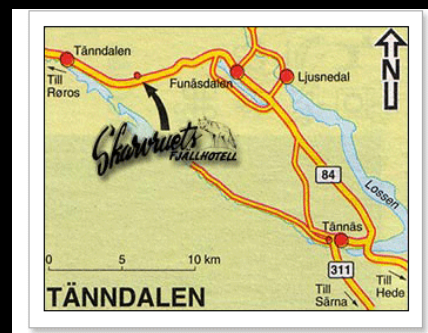 Tänndalen
Till
Røros
Funäsdalen
Ljusnedal
N
Skarvruets
FJÄLLHOTELL
84
Lossen
Tännäs
0 5 10 km
311
Till
Särna
Till
Hede
TÄNNDALEN